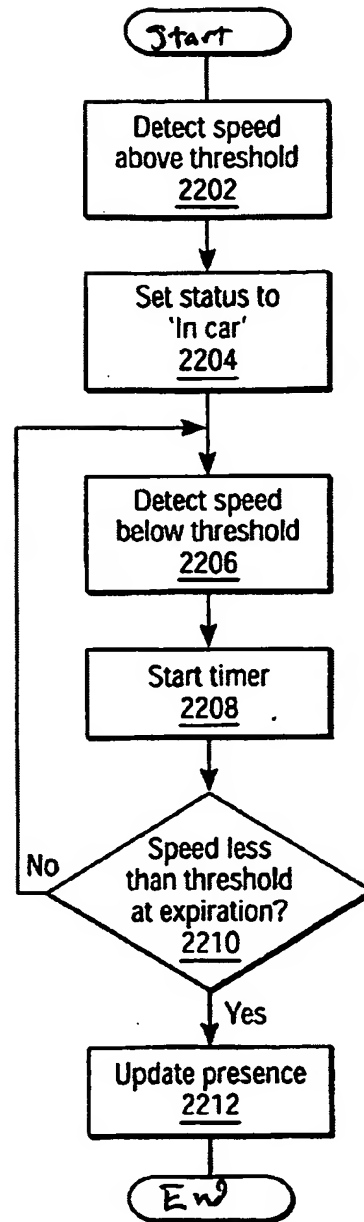 Start
Detect speed
above threshold
2202
Set status to
'In car'
2204
Detect speed
below threshold
2206
Start timer
2208
No
Speed less
than threshold
at expiration?
2210
Yes
Update presence
2212
End